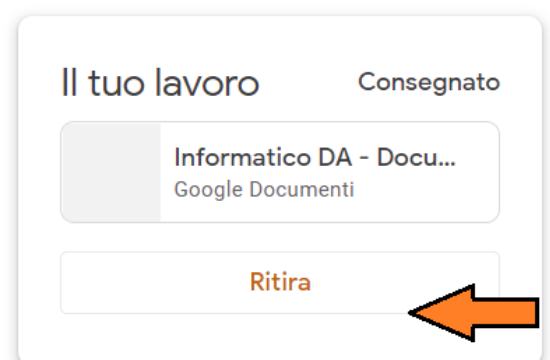 Il tuo lavoro Consegnato
Informatico DA - Docu...
Google Documenti
Ritira